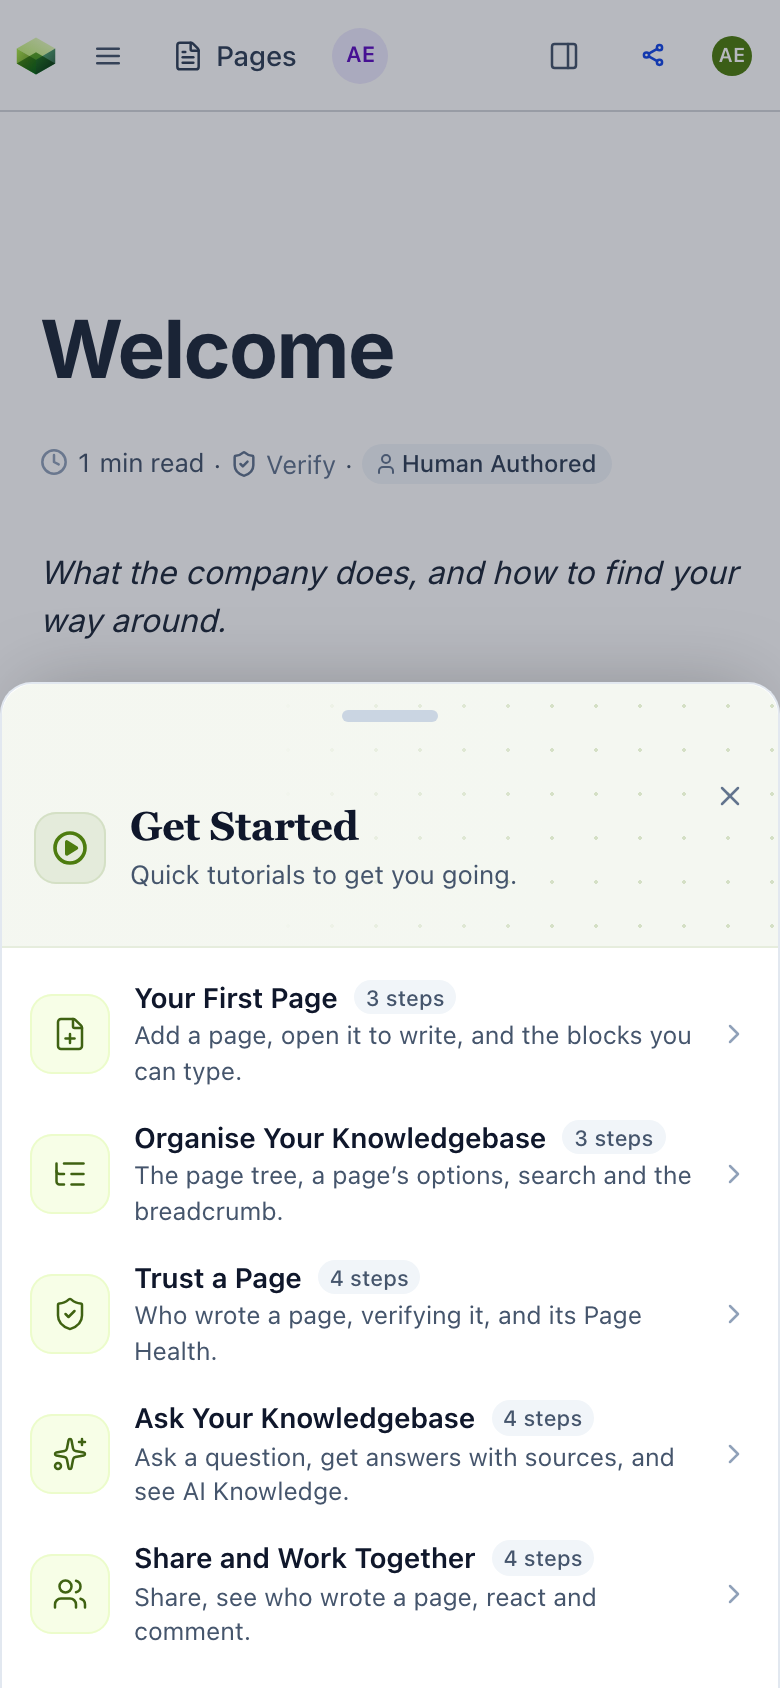 Pages
AE
AE
Welcome
1 min read · Verify · Human Authored
What the company does, and how to find your
way around.
Get Started
Quick tutorials to get you going.
Your First Page 3 steps
Add a page, open it to write, and the blocks you
can type.
Organise Your Knowledgebase 3 steps
The page tree, a page’s options, search and the
breadcrumb.
Trust a Page 4 steps
Who wrote a page, verifying it, and its Page
Health.
Ask Your Knowledgebase 4 steps
Ask a question, get answers with sources, and
see AI Knowledge.
Share and Work Together 4 steps
Share, see who wrote a page, react and
comment.